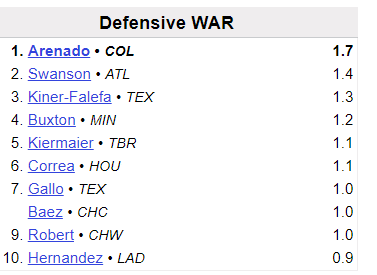 Defensive WAR
1. Arenado • COL 1.7
2. Swanson • ATL 1.4
3. Kiner-Falefa • TEX 1.3
4. Buxton • MIN 1.2
5. Kiermaier • TBR 1.1
6. Correa • HOU 1.1
7. Gallo • TEX 1.0
Baez • CHC 1.0
9. Robert • CHW 1.0
10. Hernandez • LAD 0.9